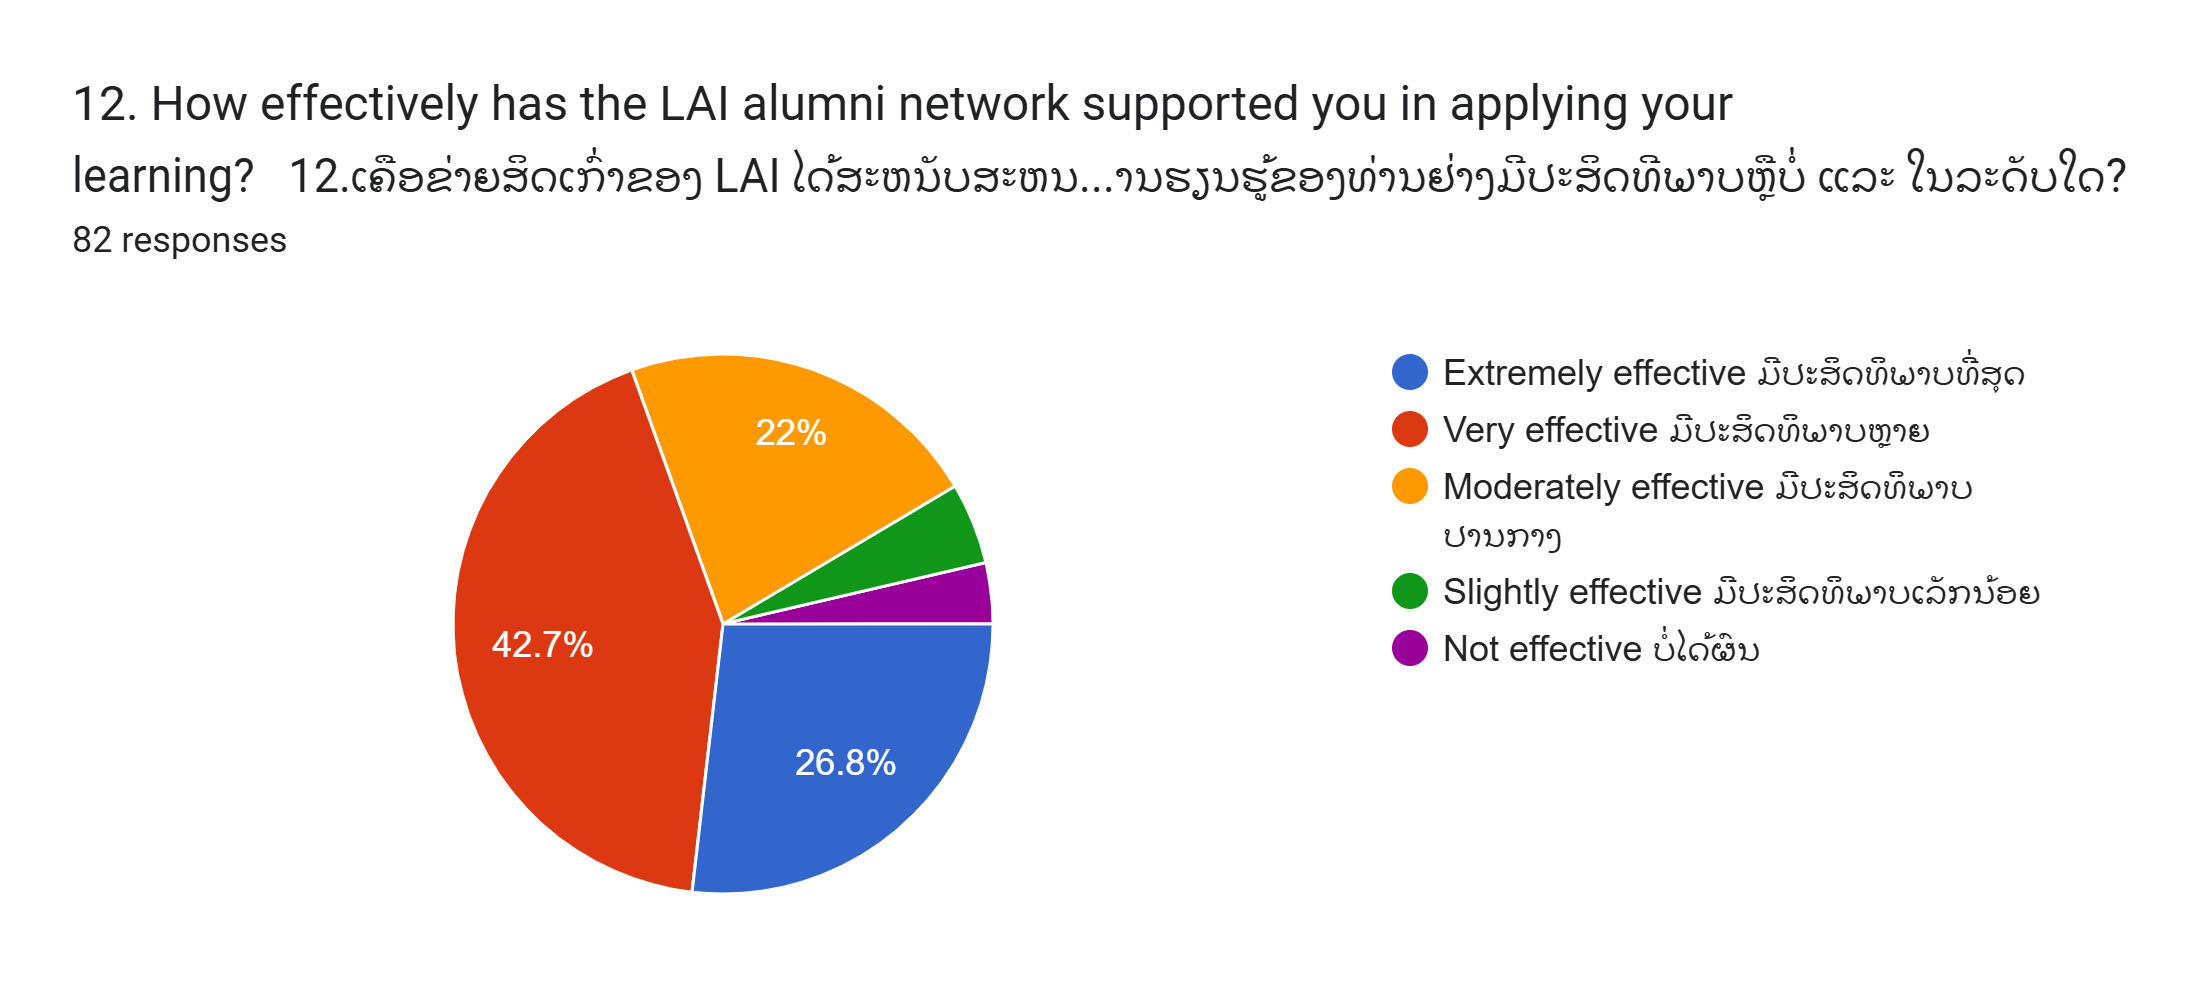 12. How effectively has the LAI alumni network supported you in applying your
learning? 12.ເຄືອຂ່າຍສິດເກົ່າຂອງ LAI ໄດ້ສະຫນັບສະຫນ...ານຮຽນຮູ້ຂອງທ່ານຢ່າງມີປະສິດທີພາບຫຼືບໍ່ ແລະ ໃນລະດັບໃດ?
82 responses
22%
42.7%
26.8%
Extremely effective ມີປະສິດທິພາບທີ່ສຸດ
Very effective ມີປະສິດທິພາບຫຼາຍ
Moderately effective ມີປະສິດທິພາບ
ປານກາງ
Slightly effective ມີປະສິດທິພາບເລັກນ້ອຍ
Not effective ບໍ່ໄດ້ຜົນ